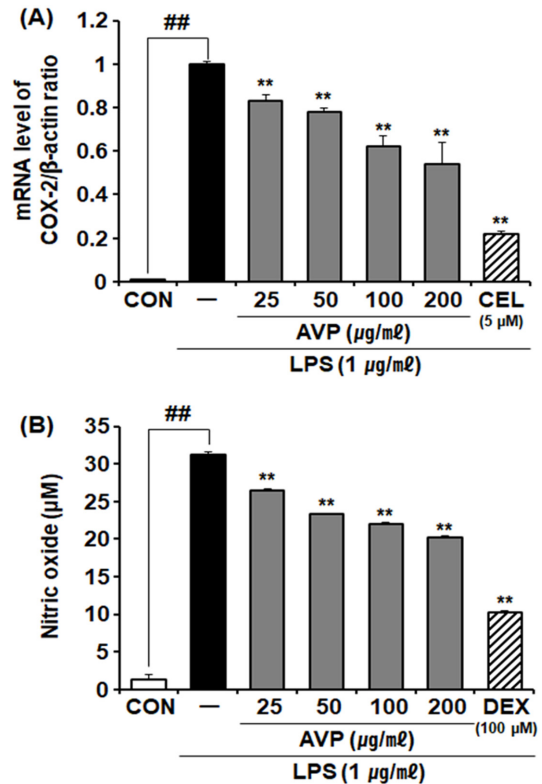 (A)
##
mRNA level of
COX-2/β-actin ratio
1.2
1
0.8
0.6
0.4
0.2
0
**
**
**
**
**
CON — 25 50 100 200 CEL
(5 μM)
AVP (μg/㎖)
LPS (1 μg/㎖)
(B)
##
Nitric oxide (μM)
35
30
25
20
15
10
5
0
**
**
**
**
**
CON — 25 50 100 200 DEX
(100 μM)
AVP (μg/㎖)
LPS (1 μg/㎖)